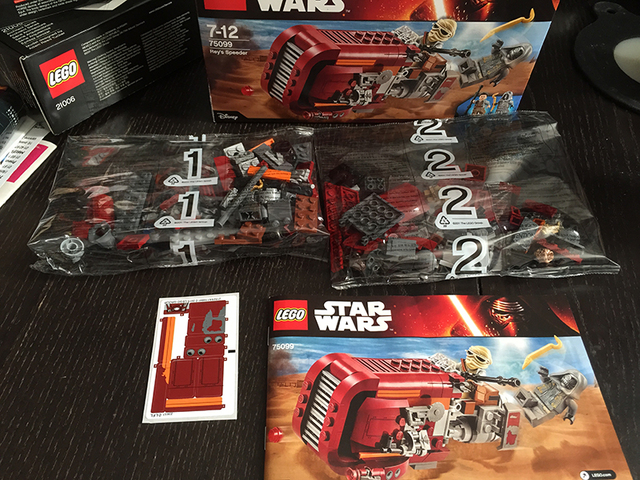 WARS
7-12
75099
Rey's Speeder
Disney
LEGO
21006
1
1
1
2
2
2
2
LEGO
STAR
WARS
75099
LEGO.com